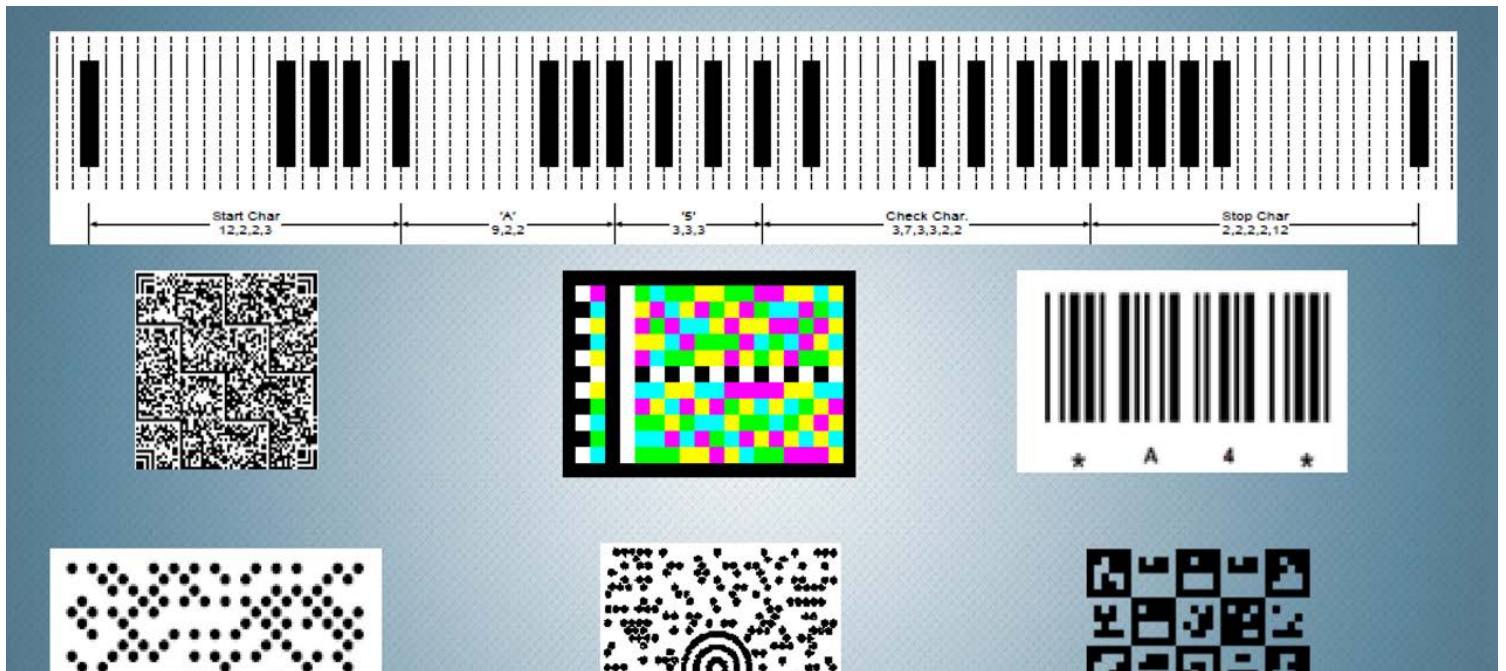 Start Char
12,2,2,3
'A'
9,2,2
'5'
3,3,3
Check Char.
3,7,3,3,2,2
Stop Char
2,2,2,2,12
* A 4 *